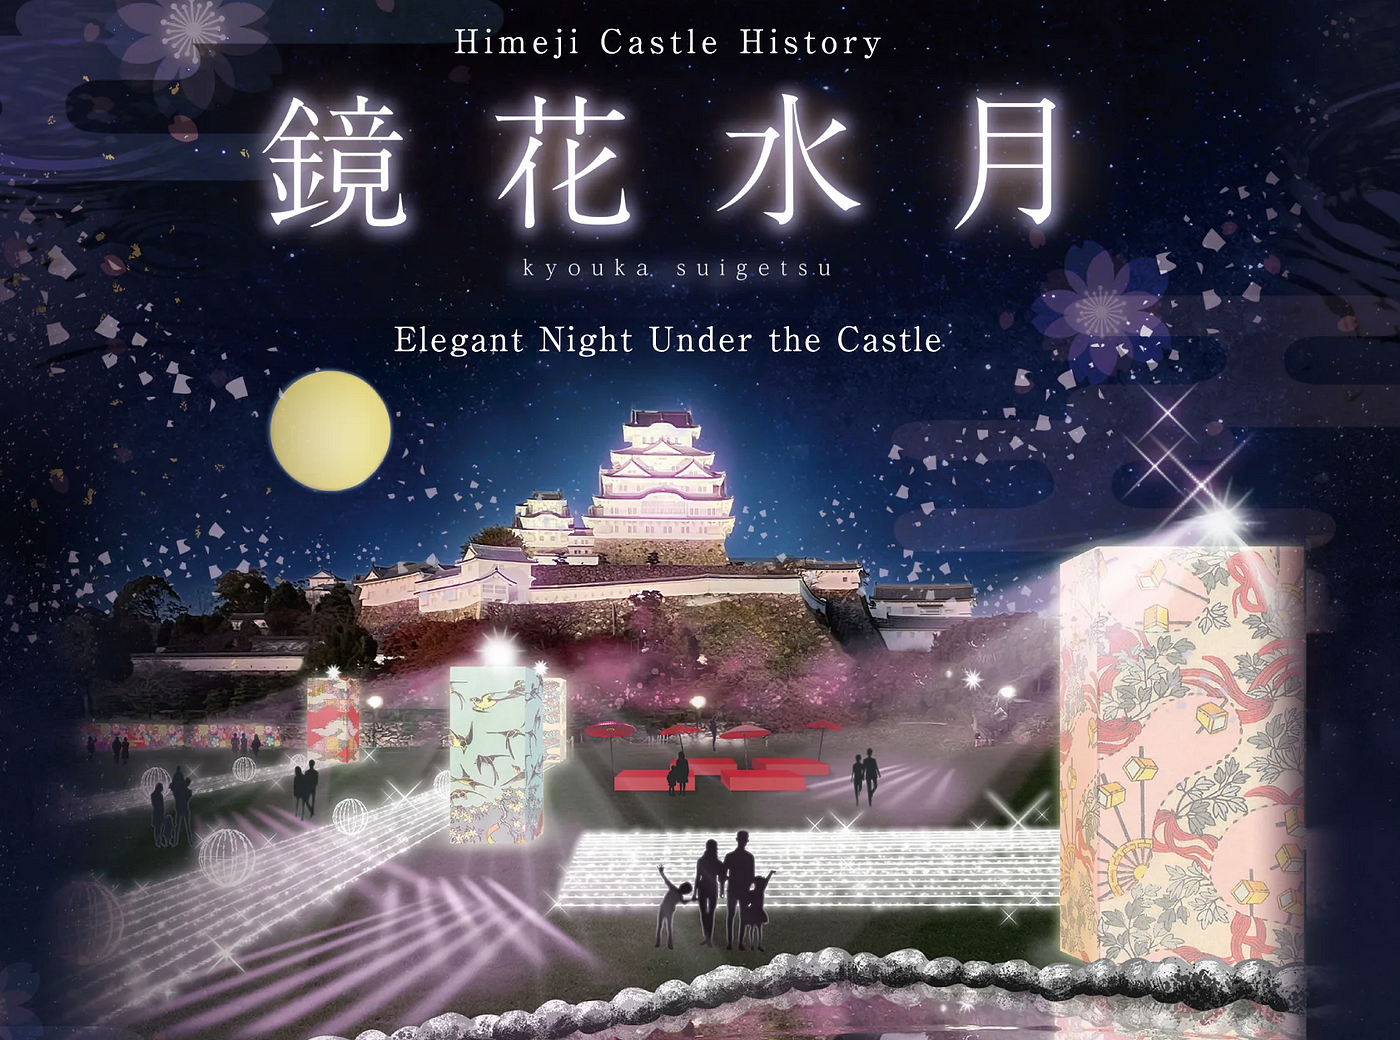 Himeji Castle History
鏡花水月
kyouka suigetsu
Elegant Night Under the Castle